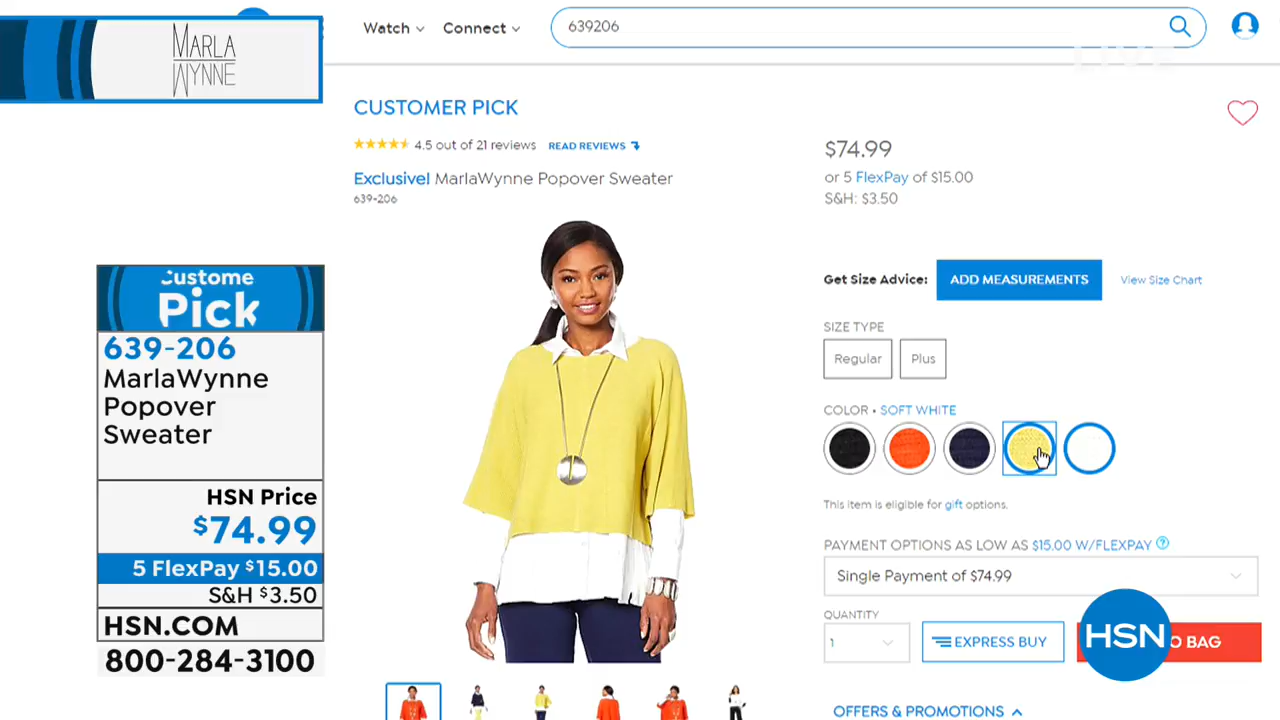 MARLA
WYNNE
Watch
Connect
639206
LIVE
CUSTOMER PICK
4.5 out of 21 reviews READ REVIEWS
Exclusive! MarlaWynne Popover Sweater
639-206
$74.99
or 5 FlexPay of $15.00
S&H: $3.50
Get Size Advice: ADD MEASUREMENTS View Size Chart
SIZE TYPE
Regular Plus
COLOR • SOFT WHITE
This item is eligible for gift options.
PAYMENT OPTIONS AS LOW AS $15.00 W/FLEXPAY ?
Single Payment of $74.99
QUANTITY
1
EXPRESS BUY
HSN
O BAG
OFFERS & PROMOTIONS
Custome
Pick
639-206
MarlaWynne
Popover
Sweater
HSN Price
$74.99
5 FlexPay $15.00
S&H $3.50
HSN.COM
800-284-3100